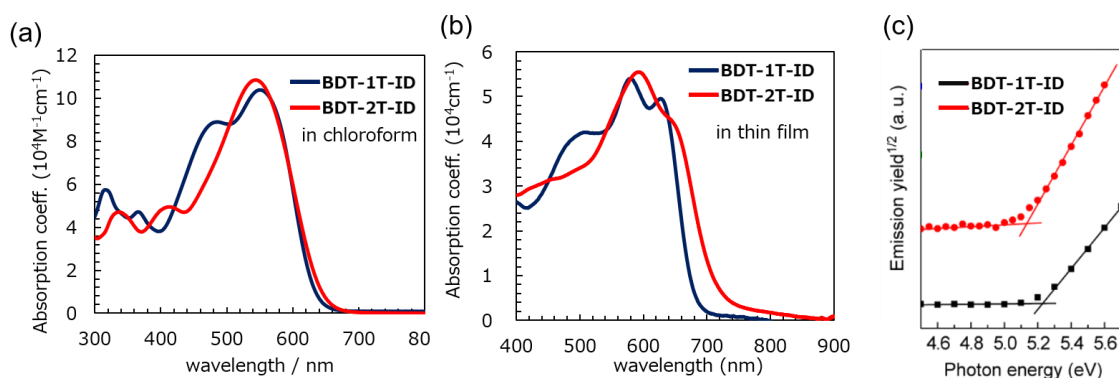 (a)
12
10
8
6
4
2
0
Absorption coeff. (10⁴M⁻¹cm⁻¹)
BDT-1T-ID
BDT-2T-ID
in chloroform
300 400 500 600 700 80
wavelength / nm
(b)
6
5
4
3
2
1
0
Absorption coeff. (10⁴cm⁻¹)
BDT-1T-ID
BDT-2T-ID
in thin film
400 500 600 700 800 900
wavelength (nm)
(c)
Emission yield¹ᐟ² (a.u.)
BDT-1T-ID
BDT-2T-ID
4.6 4.8 5.0 5.2 5.4 5.6
Photon energy (eV)